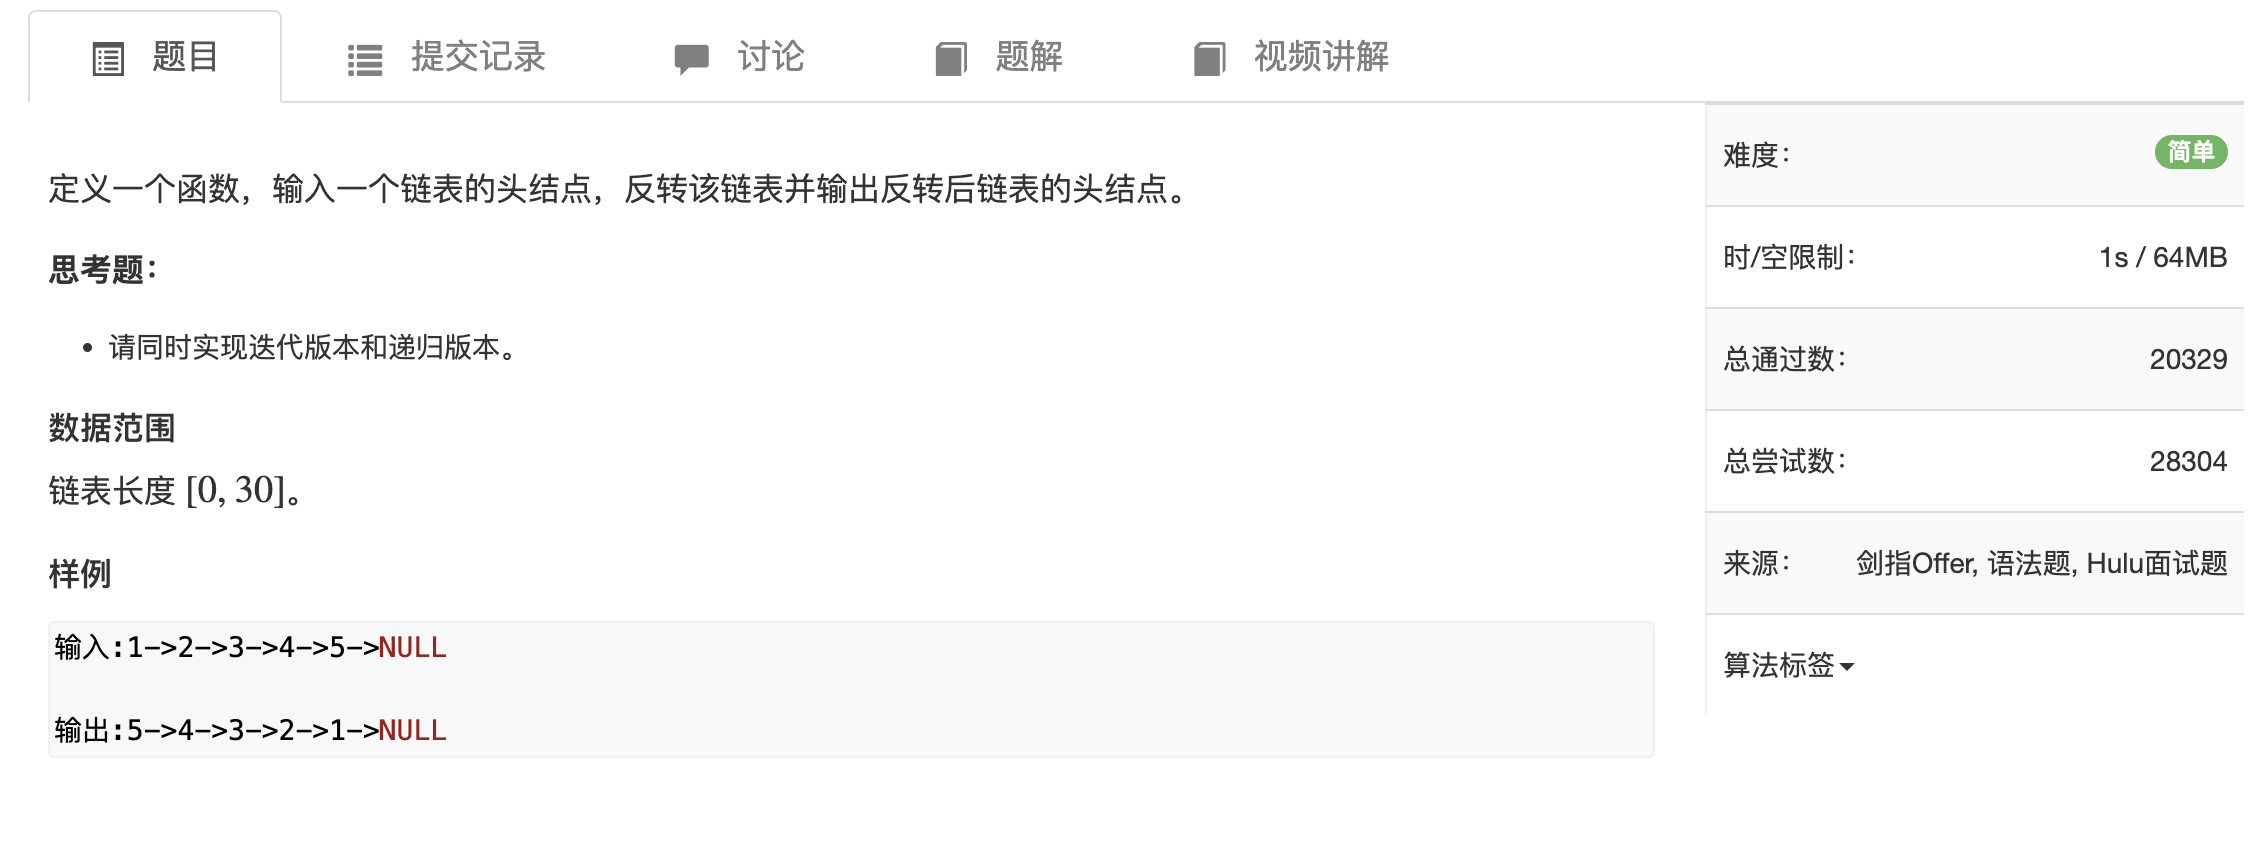 题目 提交记录 讨论 题解 视频讲解
定义一个函数，输入一个链表的头结点，反转该链表并输出反转后链表的头结点。
思考题：
• 请同时实现迭代版本和递归版本。
数据范围
链表长度 [0, 30]。
样例
输入:1->2->3->4->5->NULL
输出:5->4->3->2->1->NULL
难度： 简单
时/空限制： 1s / 64MB
总通过数： 20329
总尝试数： 28304
来源： 剑指Offer, 语法题, Hulu面试题
算法标签